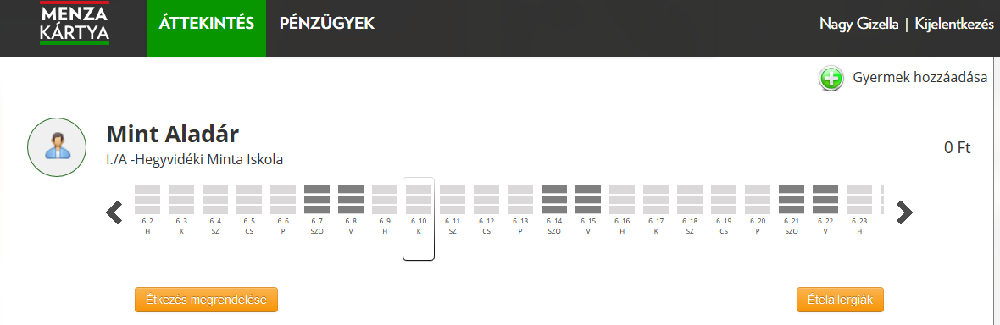 MENZA
KÁRTYA
ÁTTEKINTÉS PÉNZÜGYEK Nagy Gizella | Kijelentkezés
Gyermek hozzáadása
Mint Aladár
I./A -Hegyvidéki Minta Iskola
0 Ft
6. 2 6. 3 6. 4 6. 5 6. 6 6. 7 6. 8 6. 9 6. 10 6. 11 6. 12 6. 13 6. 14 6. 15 6. 16 6. 17 6. 18 6. 19 6. 20 6. 21 6. 22 6. 23
H K SZ CS P SZO V H K SZ CS P SZO V H K SZ CS P SZO V H
Étkezés megrendelése Ételallergiák